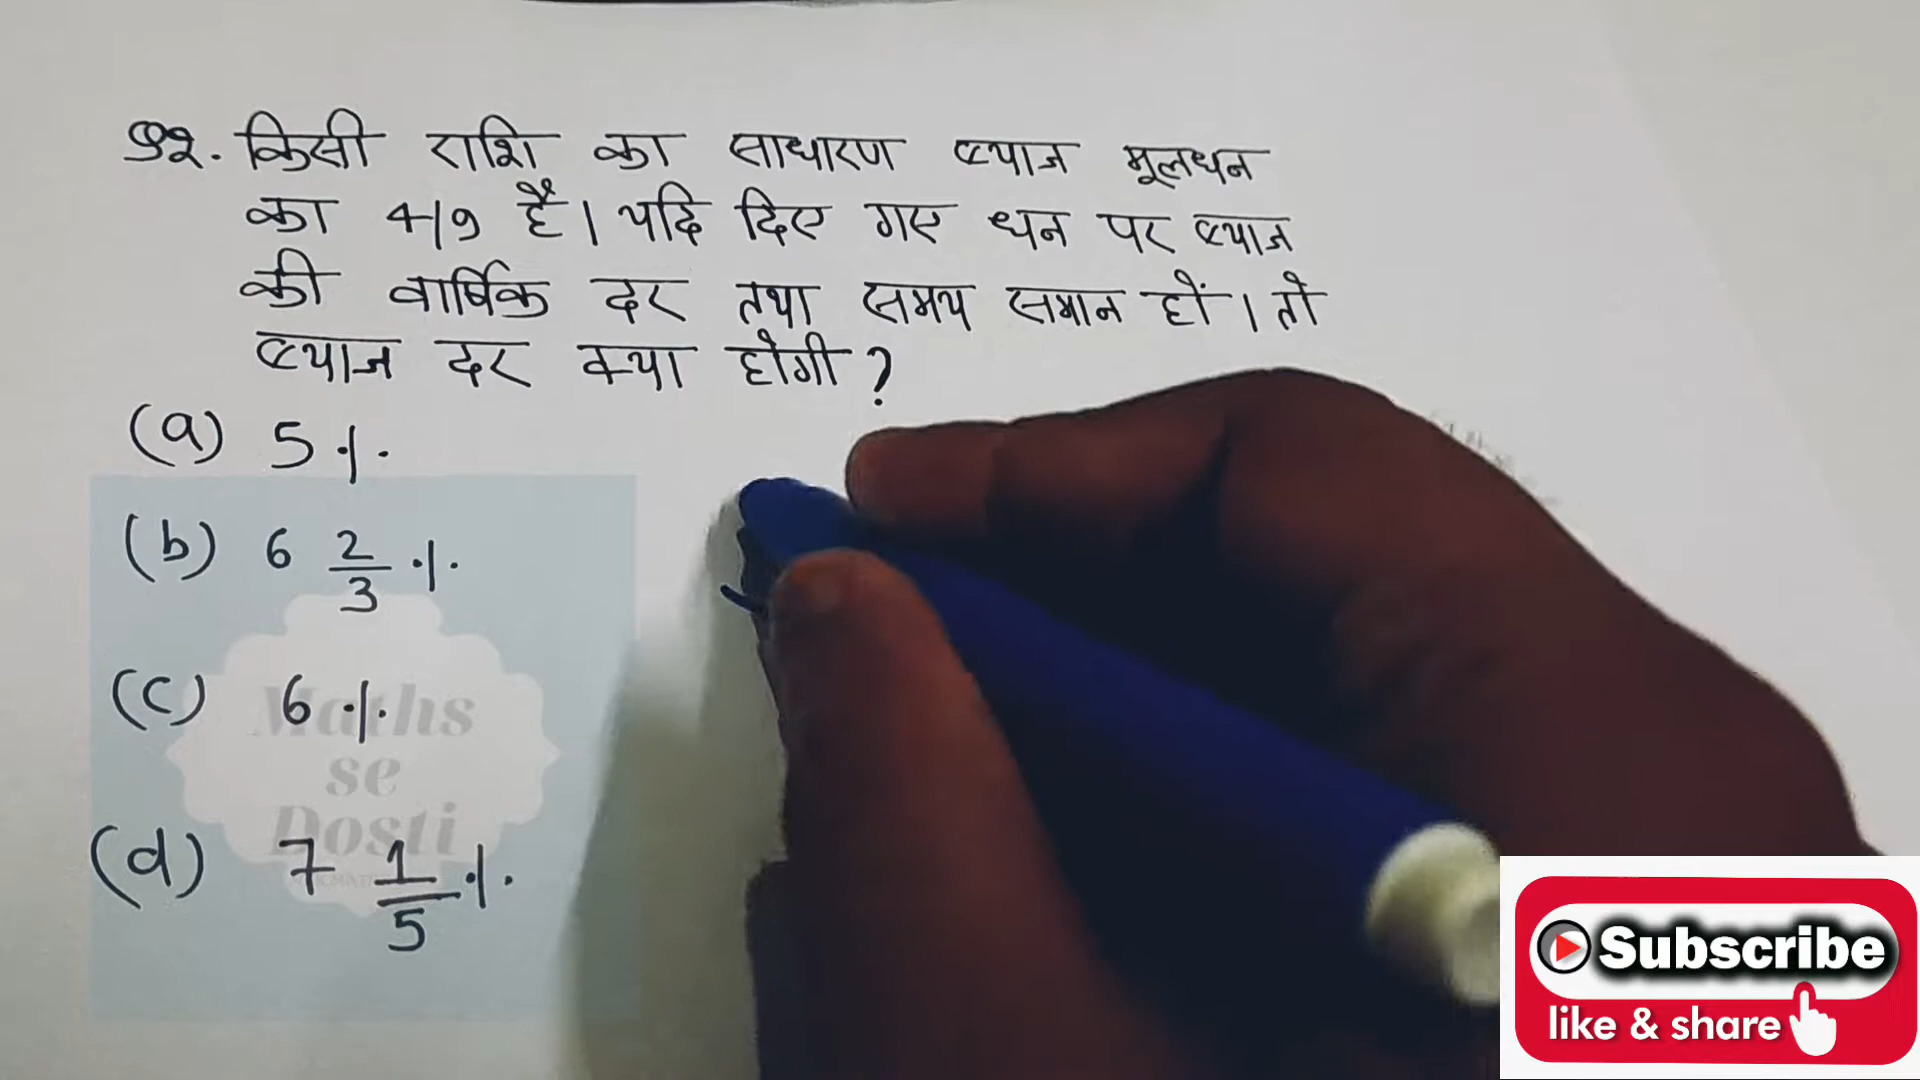 Q2. किसी राशि का साधारण ब्याज मूलधन
का 4/9 है। यदि दिए गए धन पर ब्याज
की वार्षिक दर तथा समय समान हों। तो
ब्याज दर क्या होगी ?
(a) 5%
(b) 6 2/3 %
(c) 6%
(d) 7 1/5 %
Maths
se
Dosti
Subscribe
like & share